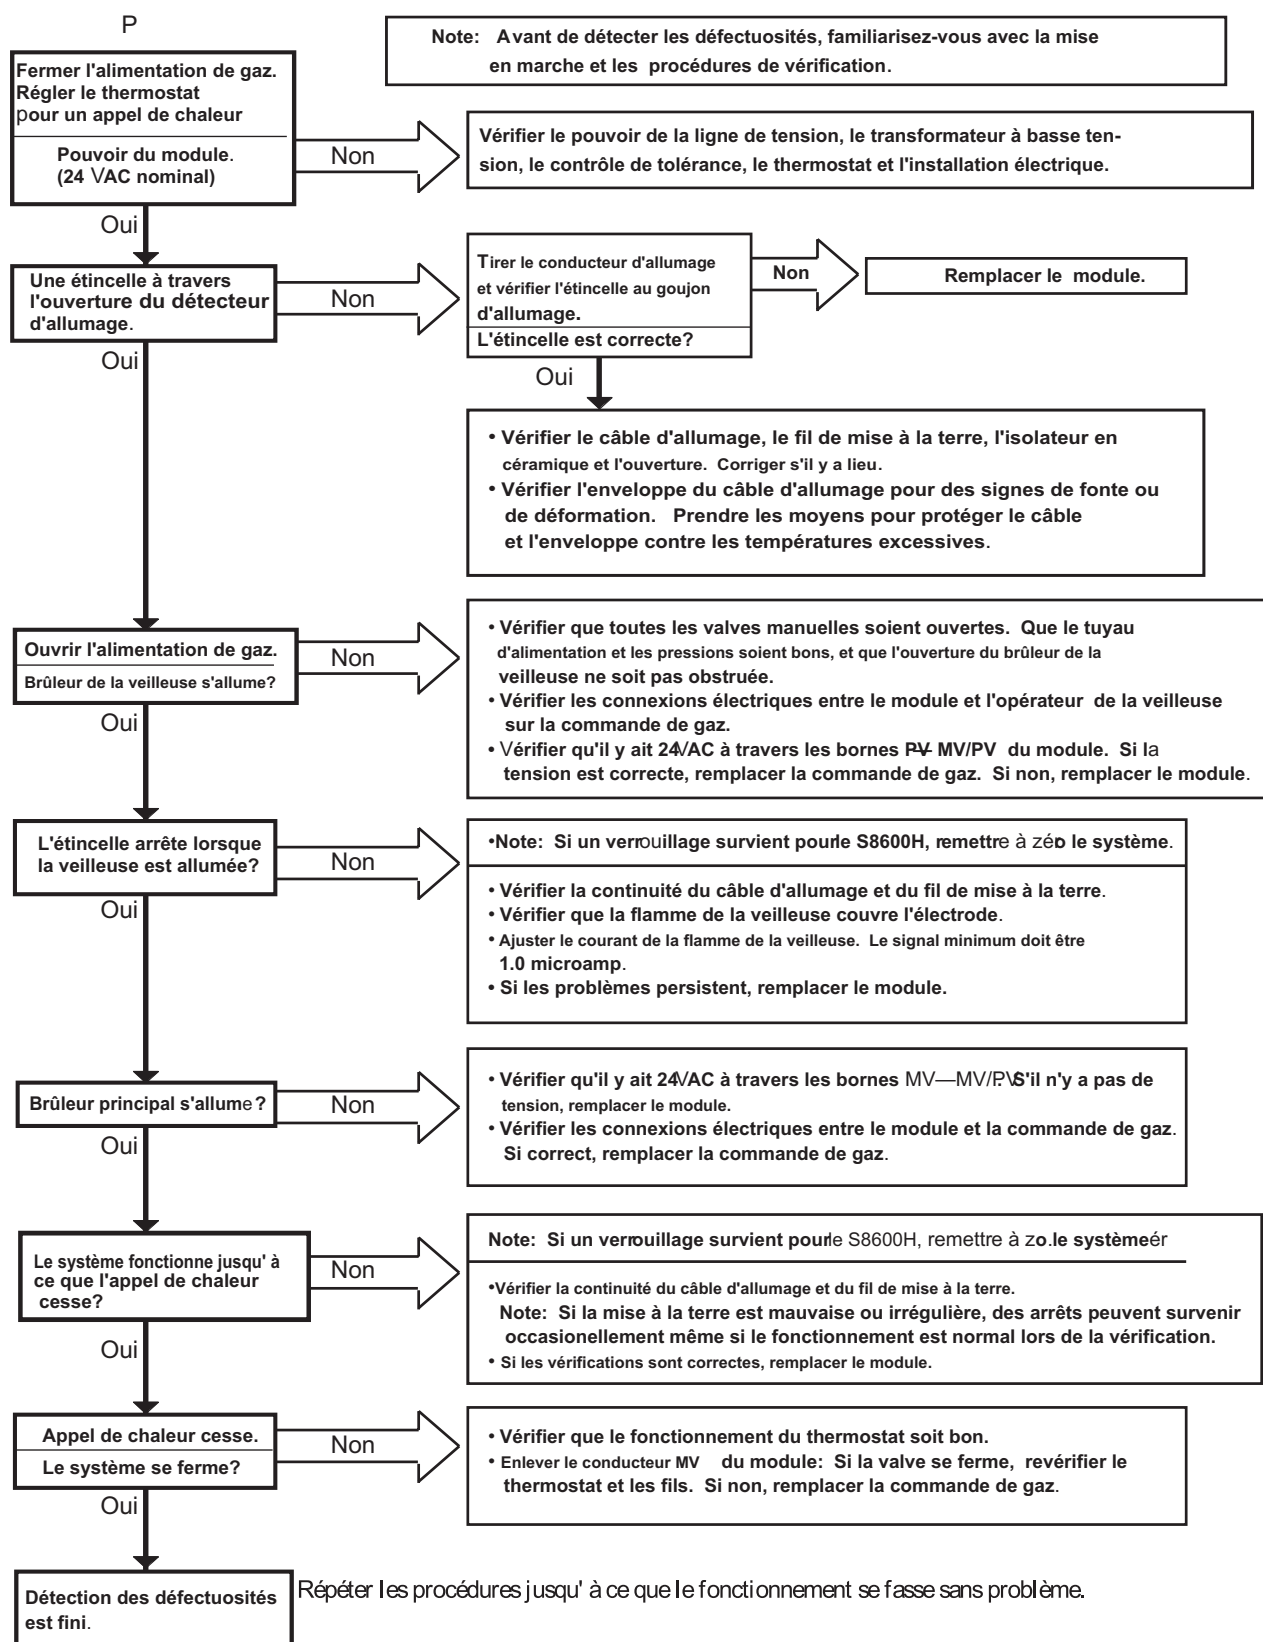 P
Note: Avant de détecter les défectuosités, familiarisez-vous avec la mise
en marche et les procédures de vérification.
Fermer l'alimentation de gaz.
Régler le thermostat
pour un appel de chaleur
Pouvoir du module.
(24 VAC nominal)
Non
Vérifier le pouvoir de la ligne de tension, le transformateur à basse ten-
sion, le contrôle de tolérance, le thermostat et l'installation électrique.
Oui
Une étincelle à travers
l'ouverture du détecteur
d'allumage.
Non
Tirer le conducteur d'allumage
et vérifier l'étincelle au goujon
d'allumage.
L'étincelle est correcte?
Non
Remplacer le module.
Oui
Oui
• Vérifier le câble d'allumage, le fil de mise à la terre, l'isolateur en
céramique et l'ouverture. Corriger s'il y a lieu.
• Vérifier l'enveloppe du câble d'allumage pour des signes de fonte ou
de déformation. Prendre les moyens pour protéger le câble
et l'enveloppe contre les températures excessives.
Ouvrir l'alimentation de gaz.
Brûleur de la veilleuse s'allume?
Non
• Vérifier que toutes les valves manuelles soient ouvertes. Que le tuyau
d'alimentation et les pressions soient bons, et que l'ouverture du brûleur de la
veilleuse ne soit pas obstruée.
• Vérifier les connexions électriques entre le module et l'opérateur de la veilleuse
sur la commande de gaz.
• Vérifier qu'il y ait 24VAC à travers les bornes PV— MV/PV du module. Si la
tension est correcte, remplacer la commande de gaz. Si non, remplacer le module.
Oui
L'étincelle arrête lorsque
la veilleuse est allumée?
Non
•Note: Si un verrouillage survient pour le S8600H, remettre à zéro le système.
• Vérifier la continuité du câble d'allumage et du fil de mise à la terre.
• Vérifier que la flamme de la veilleuse couvre l'électrode.
• Ajuster le courant de la flamme de la veilleuse. Le signal minimum doit être
1.0 microamp.
• Si les problèmes persistent, remplacer le module.
Oui
Brûleur principal s'allume?
Non
• Vérifier qu'il y ait 24VAC à travers les bornes MV—MV/PV. S'il n'y a pas de
tension, remplacer le module.
• Vérifier les connexions électriques entre le module et la commande de gaz.
Si correct, remplacer la commande de gaz.
Oui
Le système fonctionne jusqu' à
ce que l'appel de chaleur
cesse?
Non
Note: Si un verrouillage survient pour le S8600H, remettre à zo.le systèmeér
•Vérifier la continuité du câble d'allumage et du fil de mise à la terre.
Note: Si la mise à la terre est mauvaise ou irrégulière, des arrêts peuvent survenir
occasionellement même si le fonctionnement est normal lors de la vérification.
• Si les vérifications sont correctes, remplacer le module.
Oui
Appel de chaleur cesse.
Le système se ferme?
Non
• Vérifier que le fonctionnement du thermostat soit bon.
• Enlever le conducteur MV du module: Si la valve se ferme, revérifier le
thermostat et les fils. Si non, remplacer la commande de gaz.
Oui
Détection des défectuosités
est fini.
Répéter les procédures jusqu' à ce que le fonctionnement se fasse sans problème.